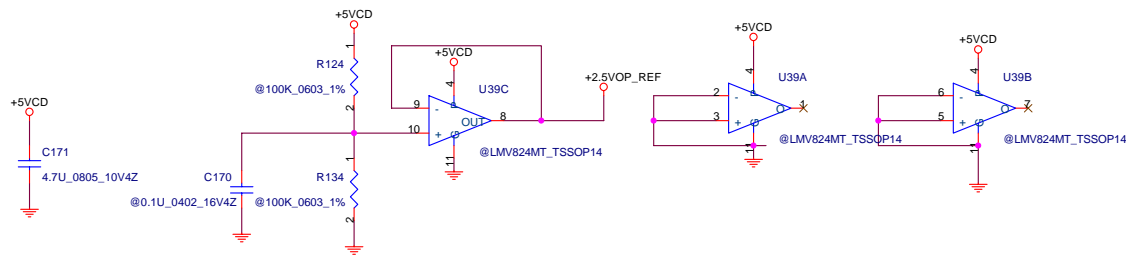 +5VCD
C171
4.7U_0805_10V4Z
+5VCD
1
R124
@100K_0603_1%
2
C170
@0.1U_0402_16V4Z
1
R134
@100K_0603_1%
2
+5VCD
4
U39C
9
-
P
10
+
G
OUT
8
11
@LMV824MT_TSSOP14
+2.5VOP_REF
+5VCD
4
U39A
2
-
P
3
+
G
O
1
11
@LMV824MT_TSSOP14
+5VCD
4
U39B
6
-
P
5
+
G
O
7
11
@LMV824MT_TSSOP14